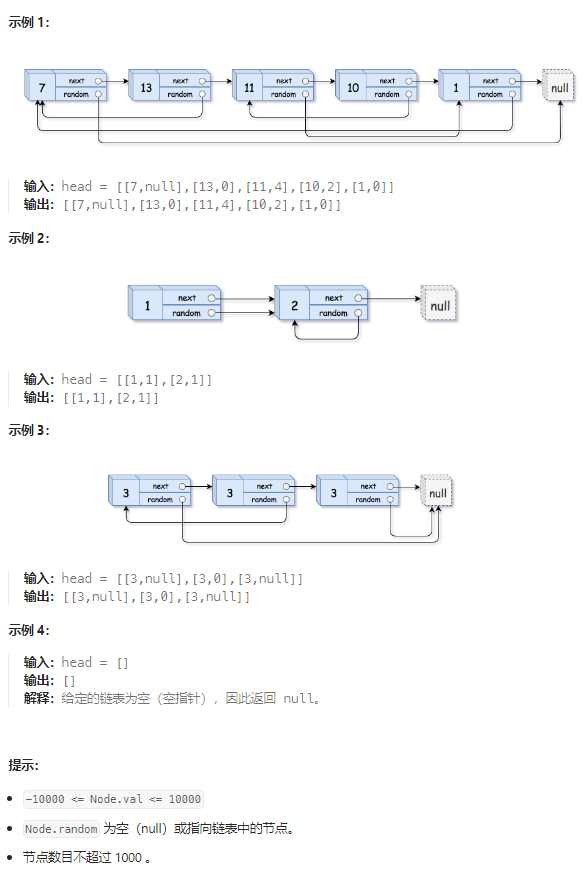 示例 1：
7 next random 13 next random 11 next random 10 next random 1 next random null
输入：head = [[7,null],[13,0],[11,4],[10,2],[1,0]]
输出：[[7,null],[13,0],[11,4],[10,2],[1,0]]
示例 2：
1 next random 2 next random null
输入：head = [[1,1],[2,1]]
输出：[[1,1],[2,1]]
示例 3：
3 next random 3 next random 3 next random null
输入：head = [[3,null],[3,0],[3,null]]
输出：[[3,null],[3,0],[3,null]]
示例 4：
输入：head = []
输出：[]
解释：给定的链表为空（空指针），因此返回 null。
提示：
-10000 <= Node.val <= 10000
Node.random 为空（null）或指向链表中的节点。
节点数目不超过 1000 。